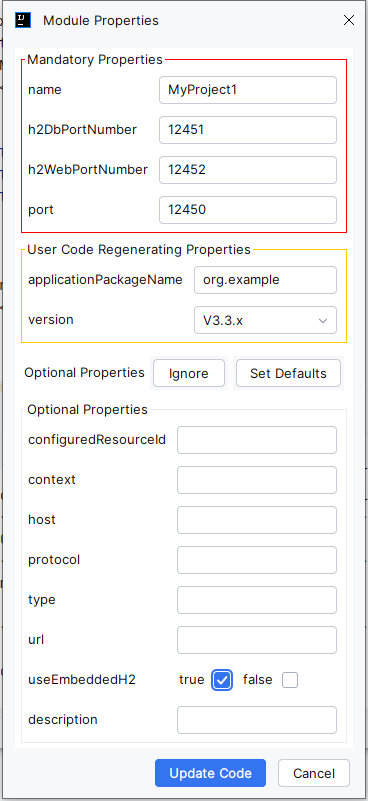 Module Properties
Mandatory Properties
name MyProject1
h2DbPortNumber 12451
h2WebPortNumber 12452
port 12450
User Code Regenerating Properties
applicationPackageName org.example
version V3.3.x
Optional Properties Ignore Set Defaults
Optional Properties
configuredResourceId
context
host
protocol
type
url
useEmbeddedH2 true false
description
Update Code Cancel